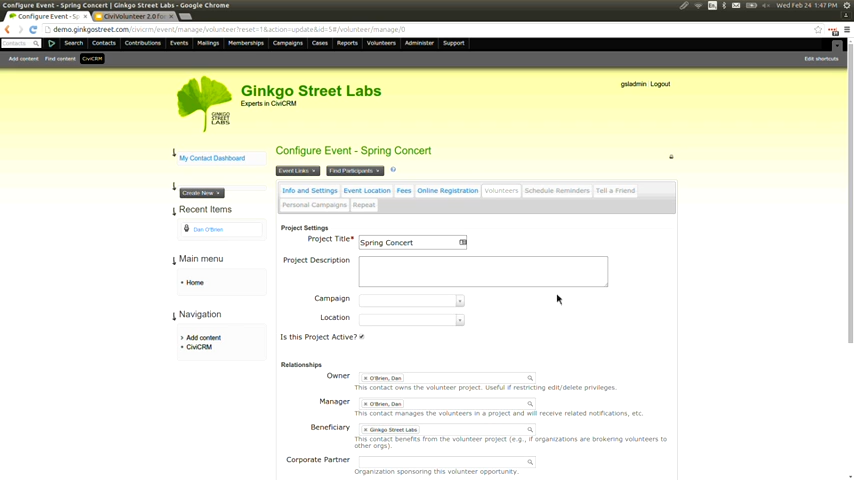 Configure Event - Spring Concert | Ginkgo Street Labs - Google Chrome
Wed Feb 24 1:47 PM
Configure Event - Sp
CiviVolunteer 2.0 fro
demo.ginkgostreet.com/civicrm/event/manage/volunteer?reset=1&action=update&id=5#/volunteer/manage/0
Contacts
Search
Contacts
Contributions
Events
Mailings
Memberships
Campaigns
Cases
Reports
Volunteers
Administer
Support
Add content
Find content
CiviCRM
Edit shortcuts
GINKGO
STREET
LABS
Ginkgo Street Labs
Experts in CiviCRM
gsladmin Logout
My Contact Dashboard
Create New
Recent Items
Dan O'Brien
Main menu
Home
Navigation
Add content
CiviCRM
Configure Event - Spring Concert
Event Links
Find Participants
Info and Settings
Event Location
Fees
Online Registration
Volunteers
Schedule Reminders
Tell a Friend
Personal Campaigns
Repeat
Project Settings
Project Title* Spring Concert
Project Description
Campaign
Location
Is this Project Active?
Relationships
Owner
× O'Brien, Dan
This contact owns the volunteer project. Useful if restricting edit/delete privileges.
Manager
× O'Brien, Dan
This contact manages the volunteers in a project and will receive related notifications, etc.
Beneficiary
× Ginkgo Street Labs
This contact benefits from the volunteer project (e.g., if organizations are brokering volunteers to
other orgs).
Corporate Partner
Organization sponsoring this volunteer opportunity.